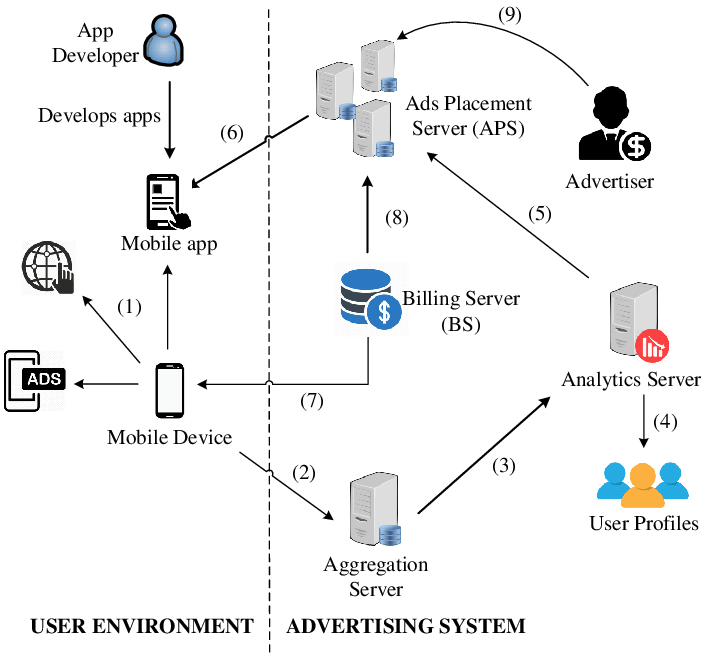 App
Developer
Develops apps
(9)
Ads Placement
Server (APS)
(6)
$
Advertiser
Mobile app
(8)
(5)
(1)
$
Billing Server
(BS)
ADS
(7)
Analytics Server
Mobile Device
(4)
(2)
(3)
User Profiles
Aggregation
Server
USER ENVIRONMENT
ADVERTISING SYSTEM